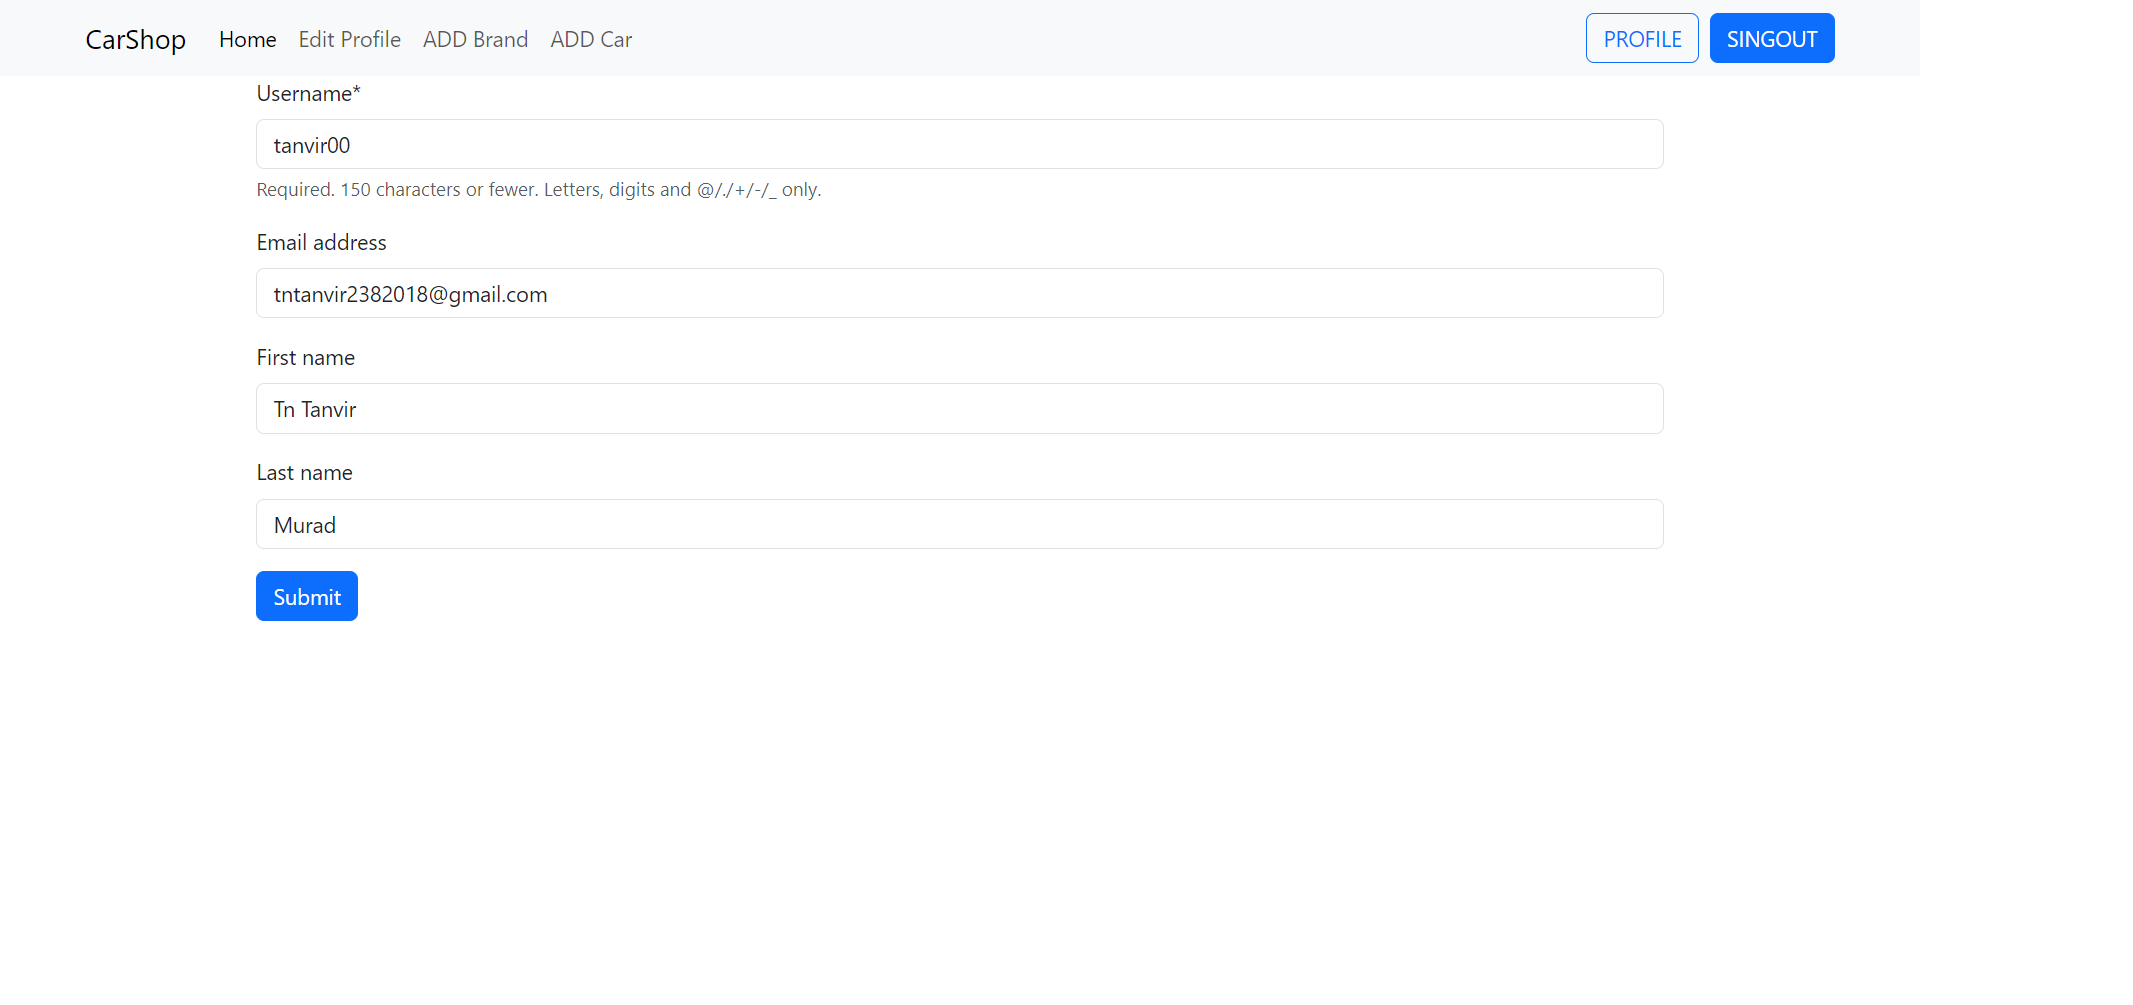 CarShop Home Edit Profile ADD Brand ADD Car PROFILE SINGOUT
Username*
tanvir00
Required. 150 characters or fewer. Letters, digits and @/./+/-/_ only.
Email address
tntanvir2382018@gmail.com
First name
Tn Tanvir
Last name
Murad
Submit